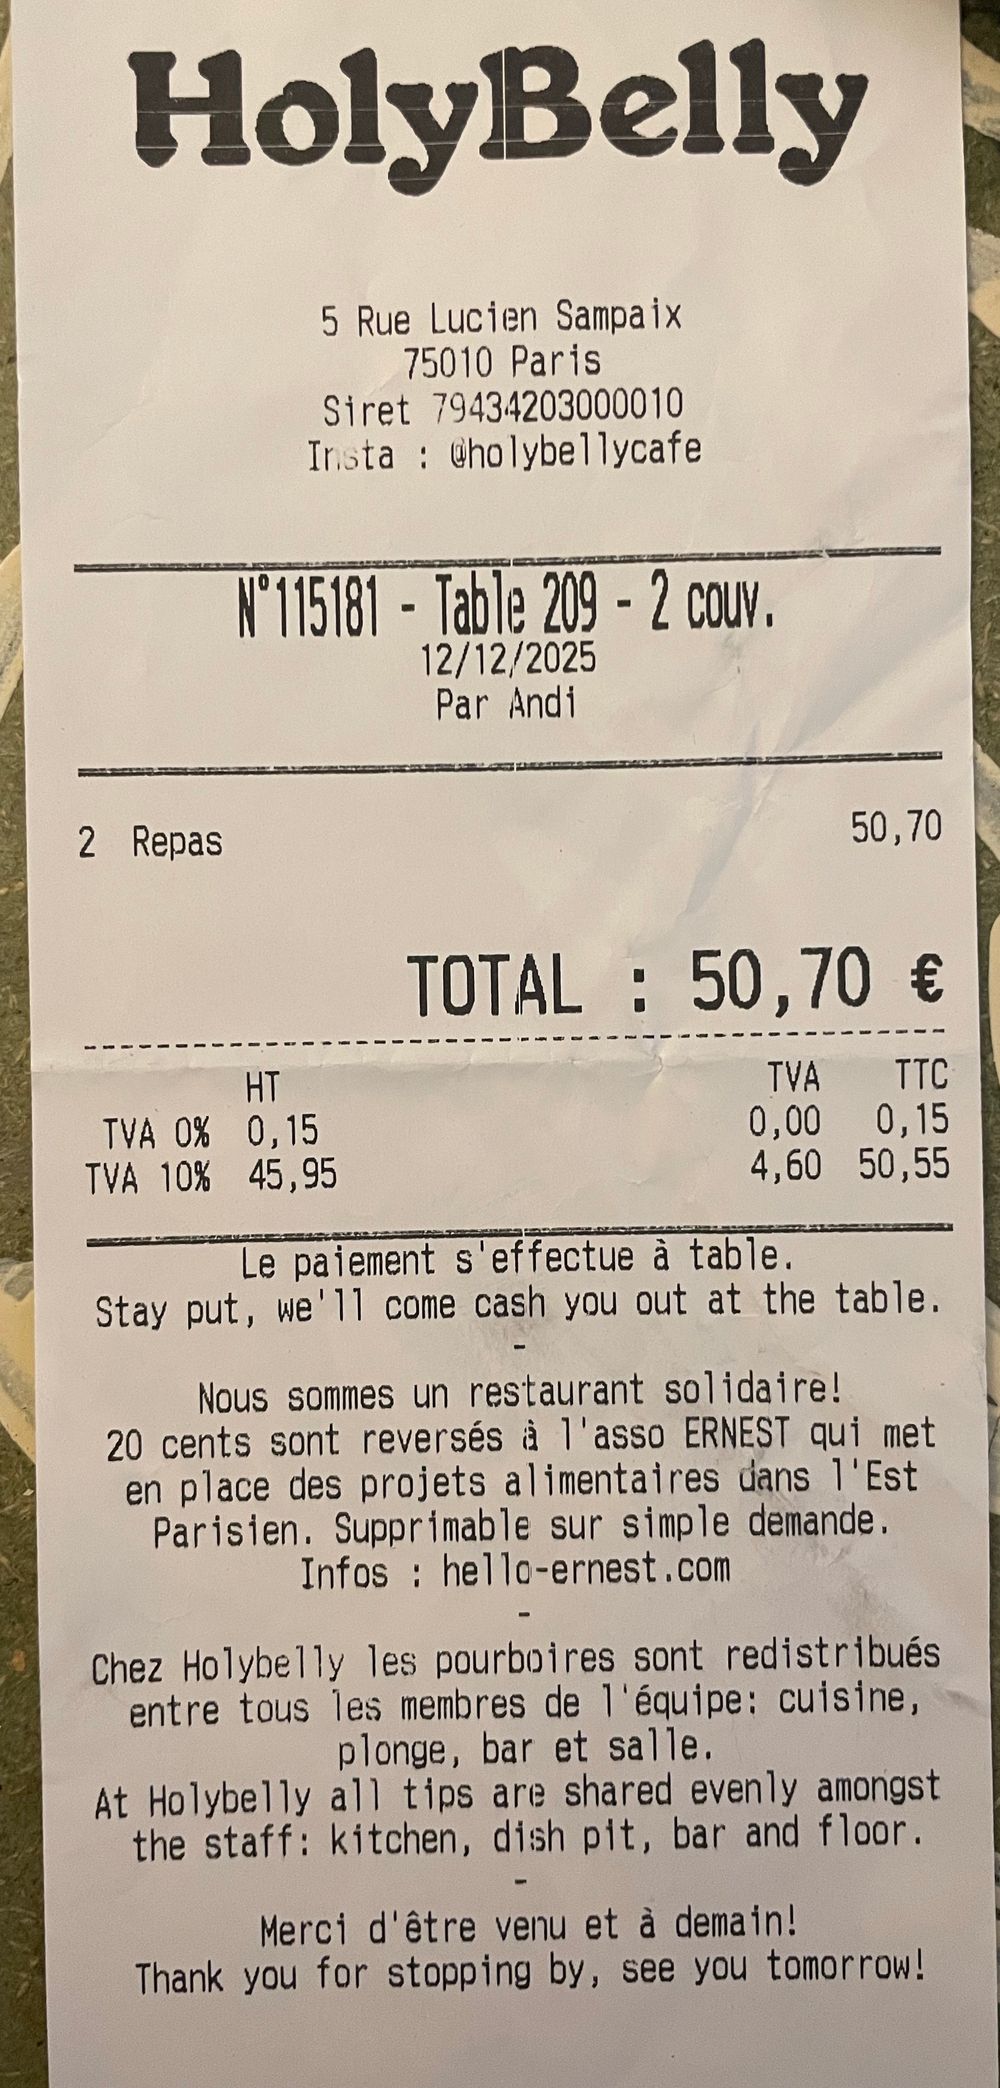 HolyBelly
5 Rue Lucien Sampaix
75010 Paris
Siret 79434203000010
Insta : @holybellycafe
N°115181 - Table 209 - 2 couv.
12/12/2025
Par Andi
2 Repas 50,70
TOTAL : 50,70 €
HT TVA TTC
TVA 0% 0,15 0,00 0,15
TVA 10% 45,95 4,60 50,55
Le paiement s'effectue à table.
Stay put, we'll come cash you out at the table.
-
Nous sommes un restaurant solidaire!
20 cents sont reversés à l'asso ERNEST qui met
en place des projets alimentaires dans l'Est
Parisien. Supprimable sur simple demande.
Infos : hello-ernest.com
-
Chez Holybelly les pourboires sont redistribués
entre tous les membres de l'équipe: cuisine,
plonge, bar et salle.
At Holybelly all tips are shared evenly amongst
the staff: kitchen, dish pit, bar and floor.
-
Merci d'être venu et à demain!
Thank you for stopping by, see you tomorrow!